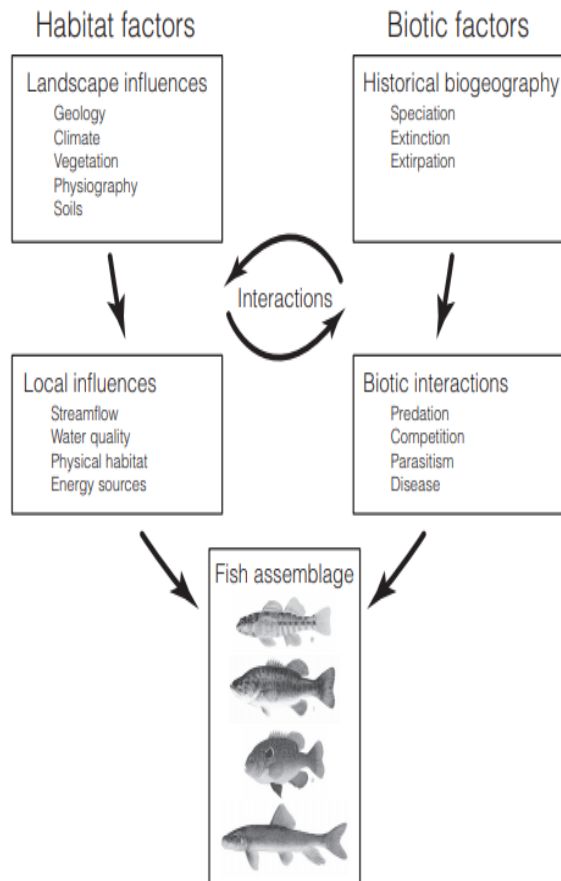 Habitat factors
Biotic factors
Landscape influences
Geology
Climate
Vegetation
Physiography
Soils
Historical biogeography
Speciation
Extinction
Extirpation
Interactions
Local influences
Streamflow
Water quality
Physical habitat
Energy sources
Biotic interactions
Predation
Competition
Parasitism
Disease
Fish assemblage